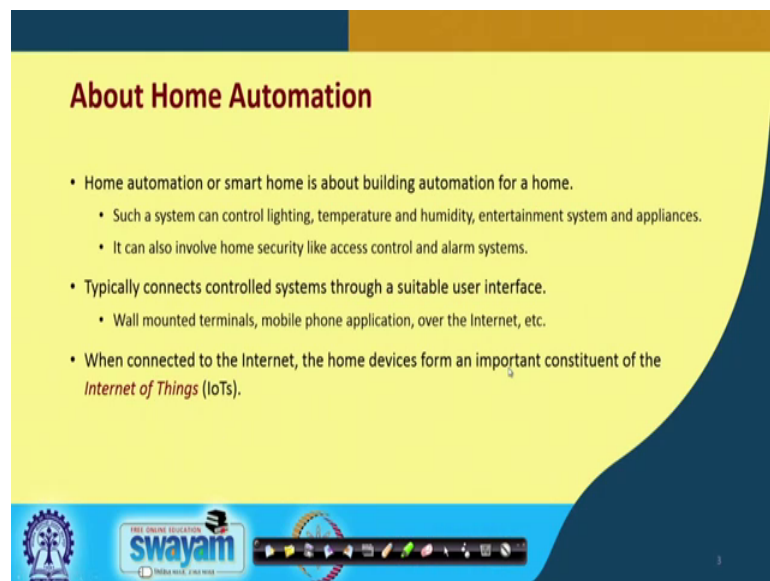 About Home Automation
• Home automation or smart home is about building automation for a home.
• Such a system can control lighting, temperature and humidity, entertainment system and appliances.
• It can also involve home security like access control and alarm systems.
• Typically connects controlled systems through a suitable user interface.
• Wall mounted terminals, mobile phone application, over the Internet, etc.
• When connected to the Internet, the home devices form an important constituent of the
Internet of Things (IoTs).
FREE ONLINE EDUCATION
swayam
3